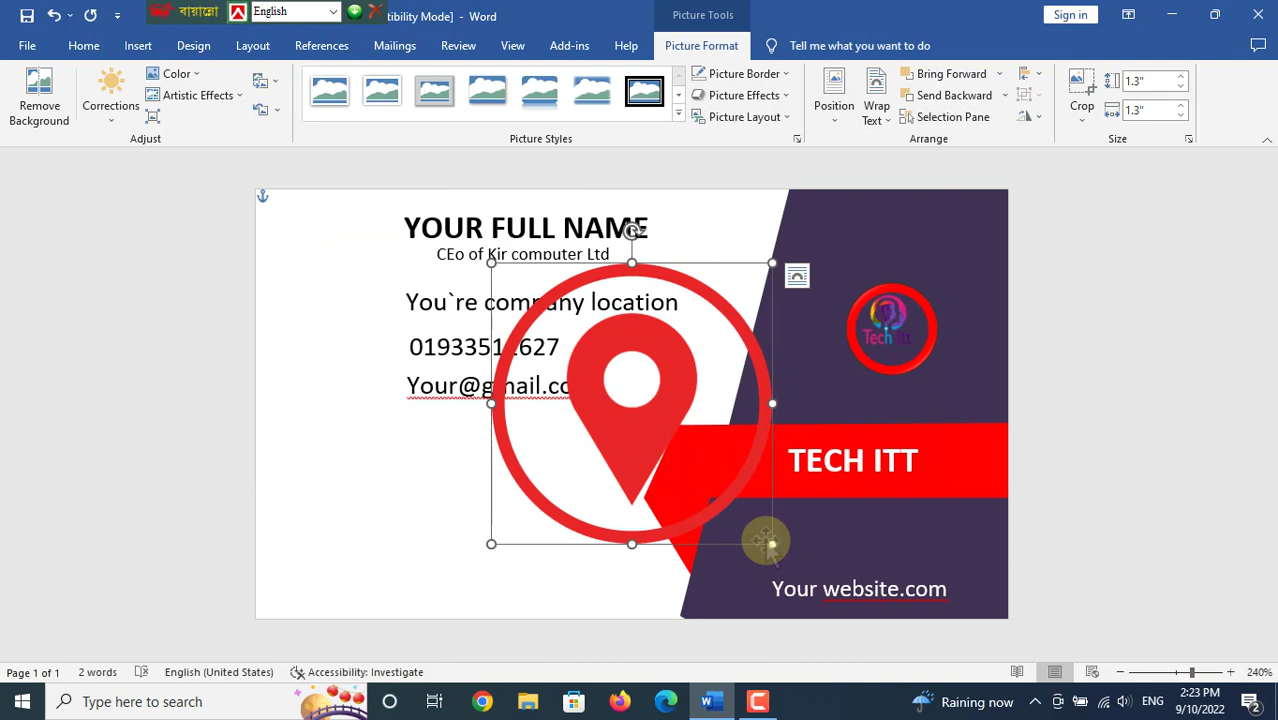 বায়ান্নো
English
tibility Mode] - Word
Picture Tools
Sign in
File
Home
Insert
Design
Layout
References
Mailings
Review
View
Add-ins
Help
Picture Format
Tell me what you want to do
Remove
Background
Corrections
Color
Artistic Effects
Adjust
Picture Styles
Picture Border
Picture Effects
Picture Layout
Position
Wrap
Text
Bring Forward
Send Backward
Selection Pane
Arrange
Crop
1.3"
1.3"
Size
YOUR FULL NAME
CEo of Kir computer Ltd
You`re company location
Tech itt
TECH ITT
Your website.com
Page 1 of 1
2 words
English (United States)
Accessibility: Investigate
240%
Type here to search
Raining now
ENG
2:23 PM
9/10/2022
2